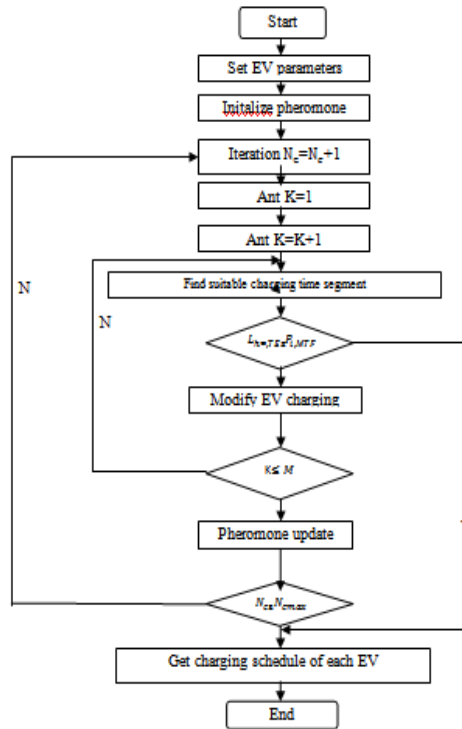 Start
Set EV parameters
Initalize pheromone
Iteration Nc=Nc+1
Ant K=1
Ant K=K+1
N
N
Find suitable charging time segment
Modify EV charging
K≤ M
Pheromone update
Get charging schedule of each EV
End